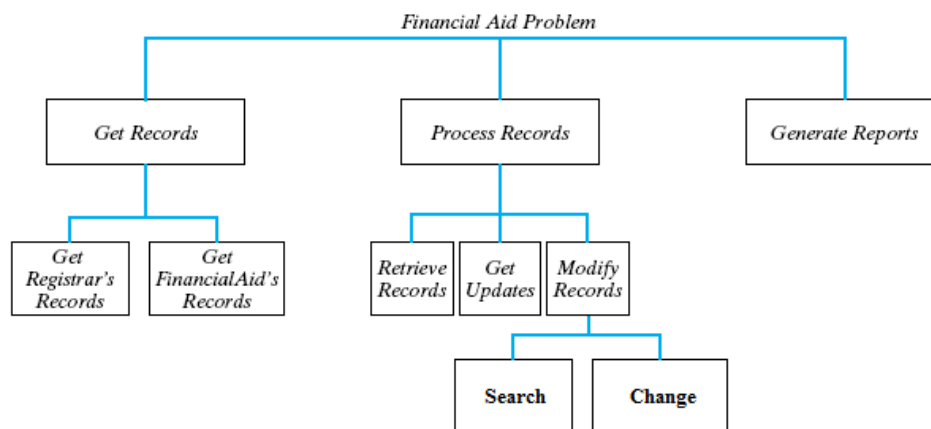 Financial Aid Problem
Get Records
Process Records
Generate Reports
Get
Registrar's
Records
Get
FinancialAid's
Records
Retrieve
Records
Get
Updates
Modify
Records
Search
Change